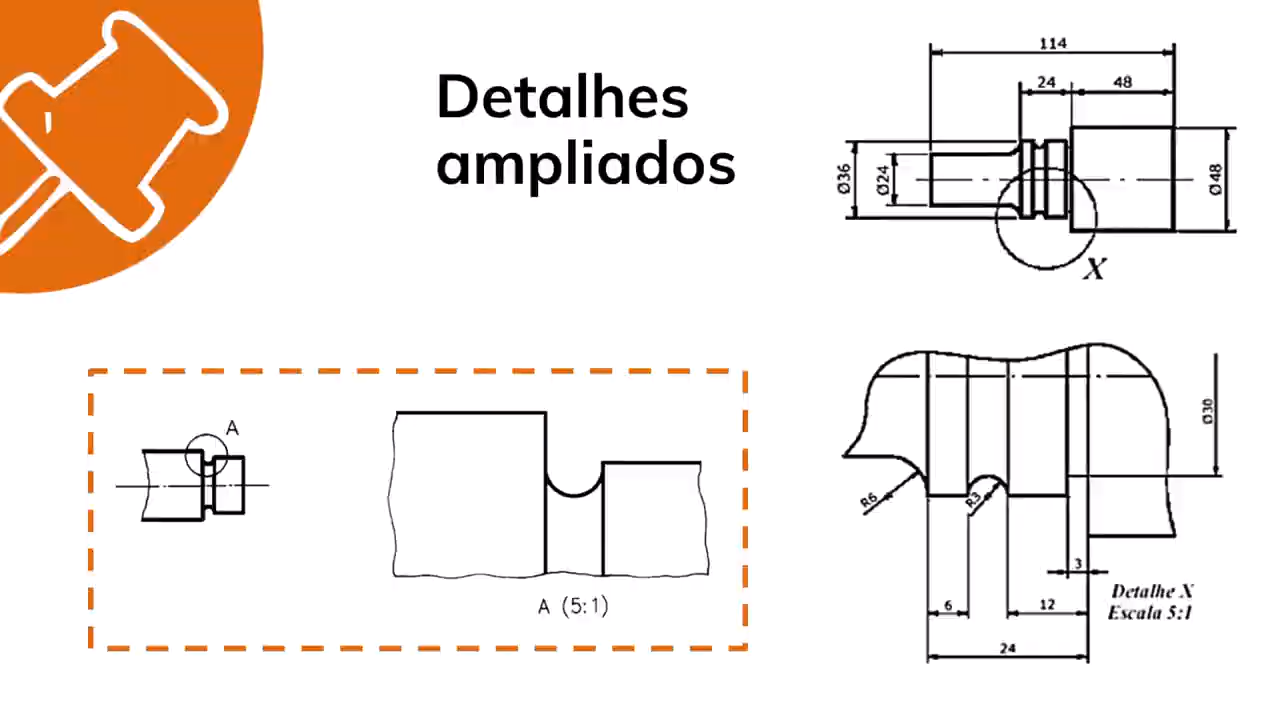 Detalhes
ampliados
114
24
48
Ø36
Ø24
Ø48
X
A
A (5:1)
R6
R3
Ø30
3
6
12
24
Detalhe X
Escala 5:1